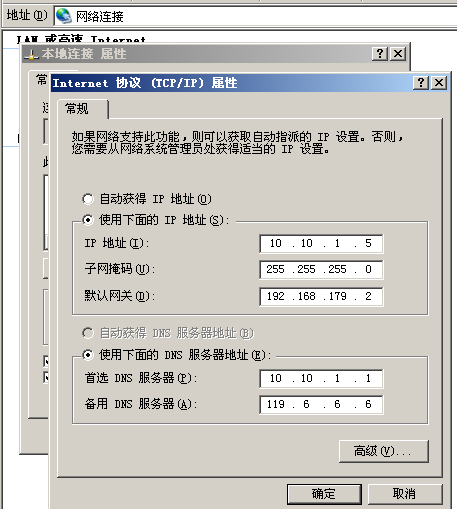 地址(D) 网络连接
LAN 或高速 Internet
本地连接 属性
常
Internet 协议 (TCP/IP) 属性
常规
如果网络支持此功能，则可以获取自动指派的 IP 设置。否则，
您需要从网络系统管理员处获得适当的 IP 设置。
自动获得 IP 地址(O)
使用下面的 IP 地址(S):
IP 地址(I): 10 .10 .1 .5
子网掩码(U): 255 .255 .255 .0
默认网关(D): 192 .168 .179 .2
自动获得 DNS 服务器地址(B)
使用下面的 DNS 服务器地址(E):
首选 DNS 服务器(P): 10 .10 .1 .1
备用 DNS 服务器(A): 119 .6 .6 .6
高级(V)...
确定 取消